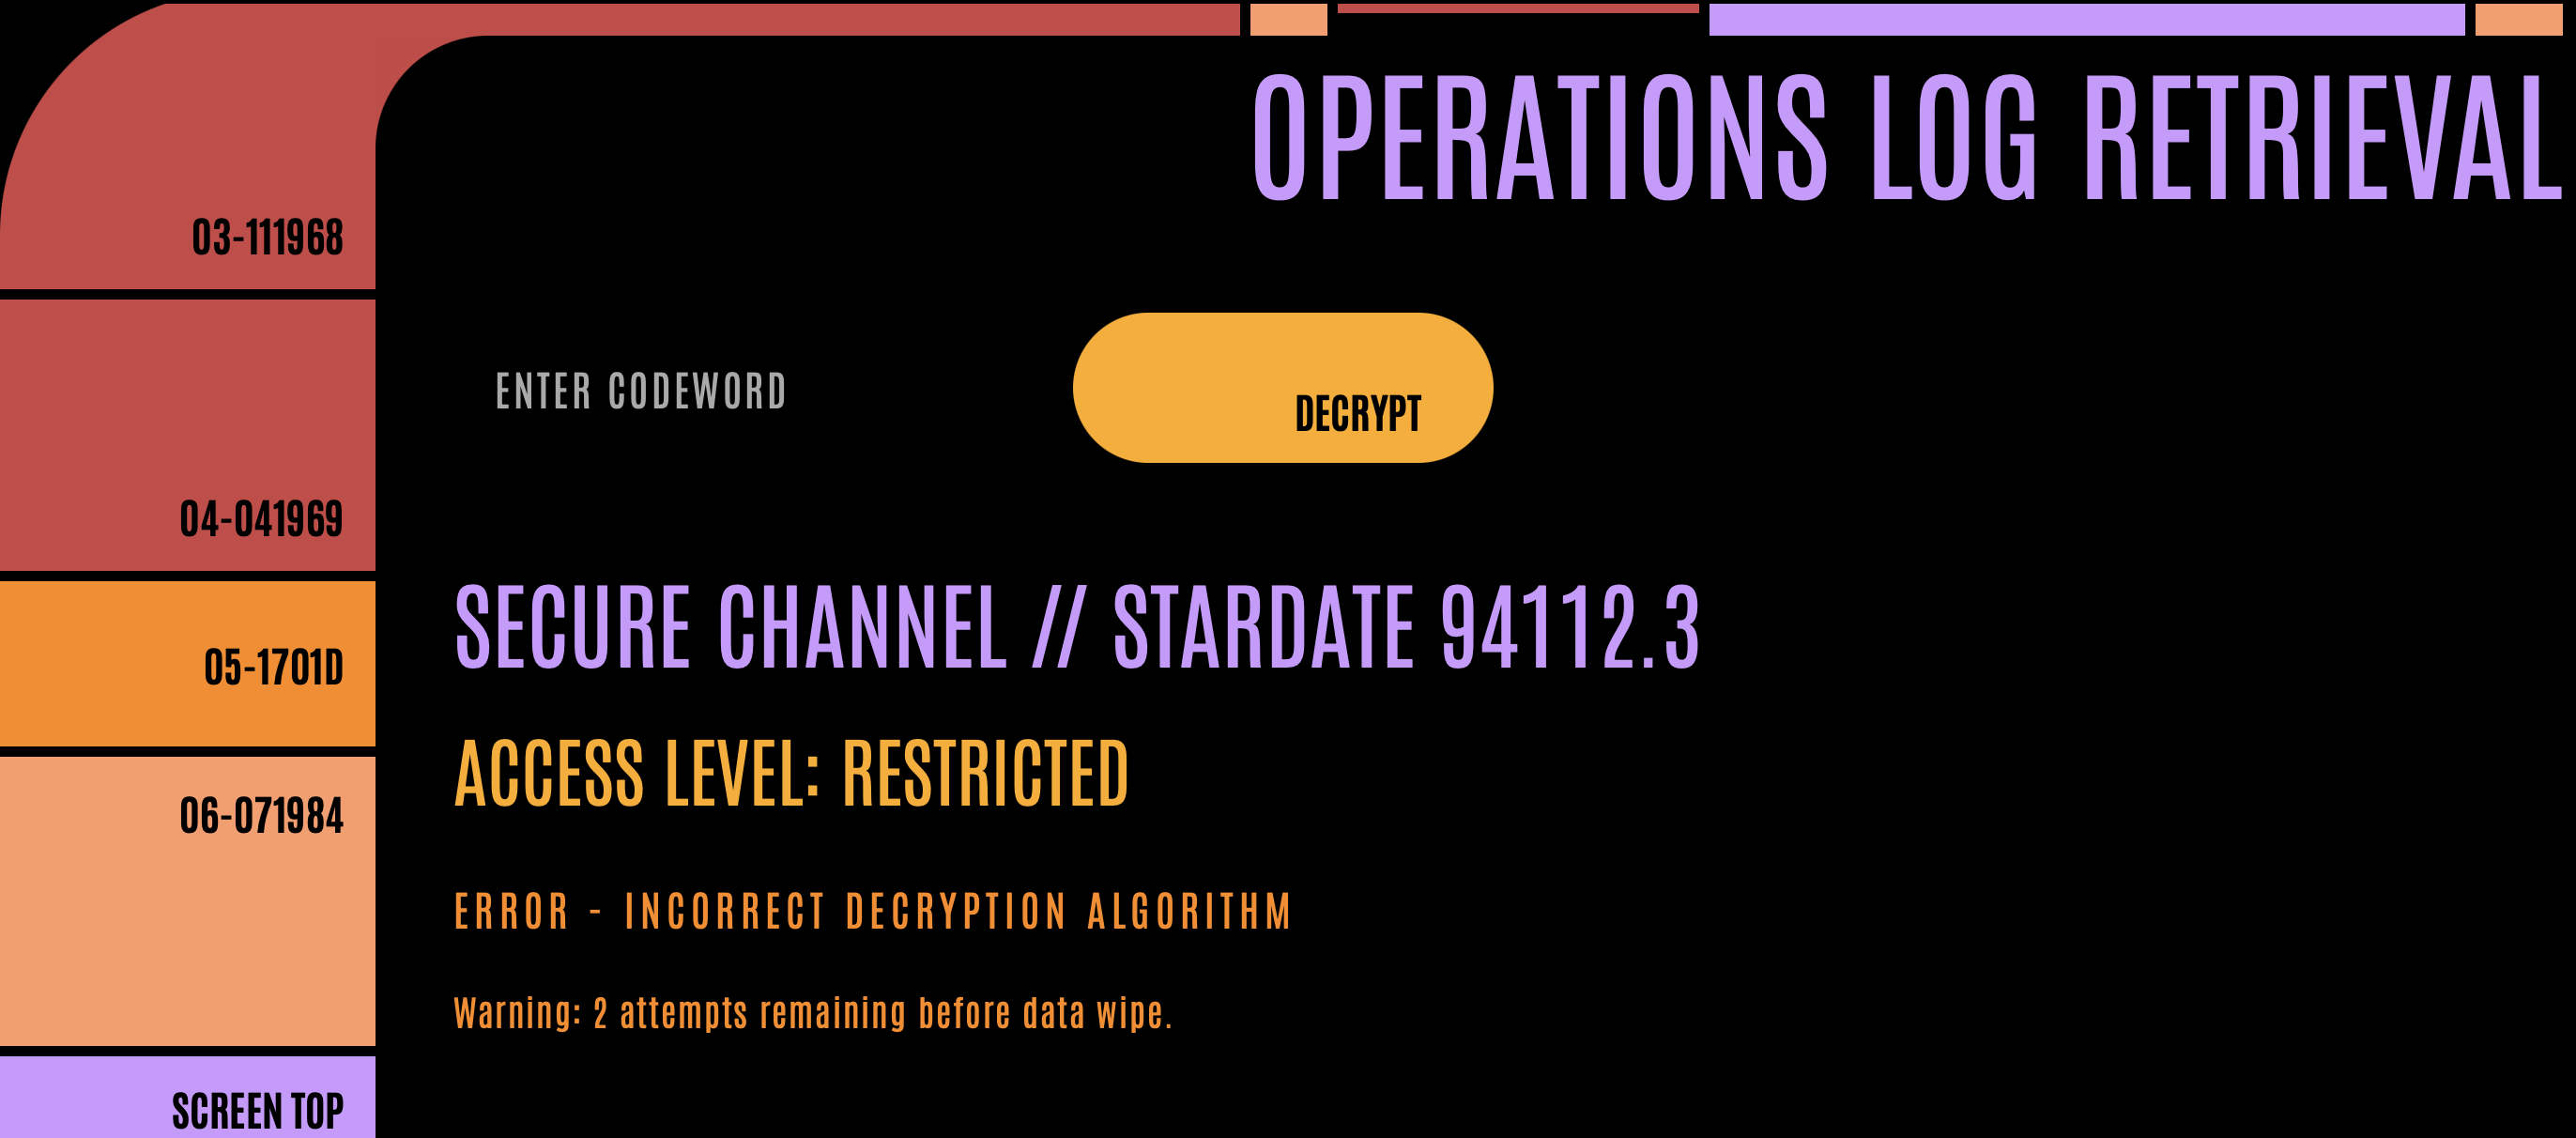 OPERATIONS LOG RETRIEVAL
03-111968
ENTER CODEWORD
DECRYPT
04-041969
SECURE CHANNEL // STARDATE 94112.3
05-1701D
ACCESS LEVEL: RESTRICTED
06-071984
ERROR - INCORRECT DECRYPTION ALGORITHM
Warning: 2 attempts remaining before data wipe.
SCREEN TOP